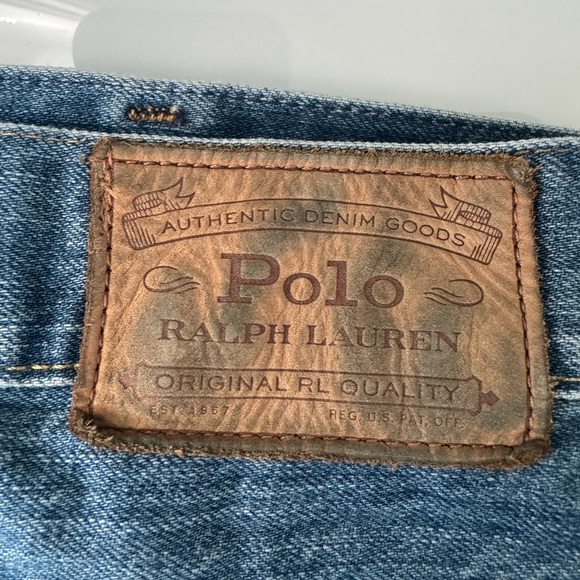 AUTHENTIC DENIM GOODS
Polo
RALPH LAUREN
ORIGINAL RL QUALITY
EST. 1967 REG. U.S. PAT. OFF.